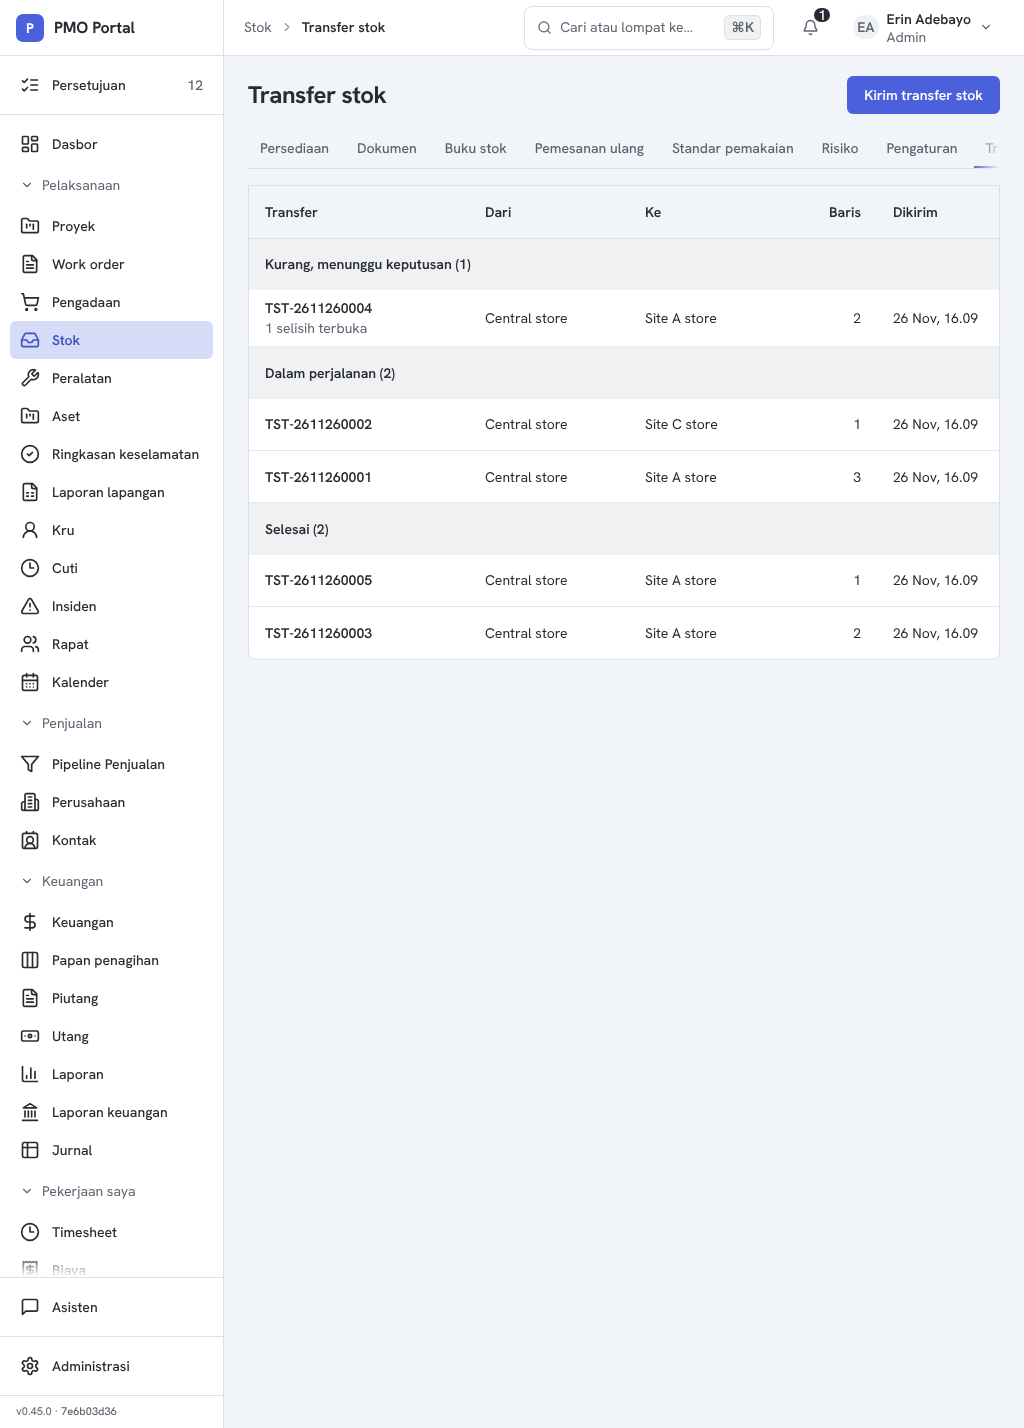 P PMO Portal
Persetujuan 12
Dasbor
Pelaksanaan
Proyek
Work order
Pengadaan
Stok
Peralatan
Aset
Ringkasan keselamatan
Laporan lapangan
Kru
Cuti
Insiden
Rapat
Kalender
Penjualan
Pipeline Penjualan
Perusahaan
Kontak
Keuangan
Keuangan
Papan penagihan
Piutang
Utang
Laporan
Laporan keuangan
Jurnal
Pekerjaan saya
Timesheet
Biaya
Asisten
Administrasi
v0.45.0 · 7e6b03d36
Stok Transfer stok
Cari atau lompat ke... ⌘K
1
EA
Erin Adebayo
Admin
Transfer stok
Kirim transfer stok
Persediaan Dokumen Buku stok Pemesanan ulang Standar pemakaian Risiko Pengaturan Tr
Transfer Dari Ke Baris Dikirim
Kurang, menunggu keputusan (1)
TST-2611260004 Central store Site A store 2 26 Nov, 16.09
1 selisih terbuka
Dalam perjalanan (2)
TST-2611260002 Central store Site C store 1 26 Nov, 16.09
TST-2611260001 Central store Site A store 3 26 Nov, 16.09
Selesai (2)
TST-2611260005 Central store Site A store 1 26 Nov, 16.09
TST-2611260003 Central store Site A store 2 26 Nov, 16.09